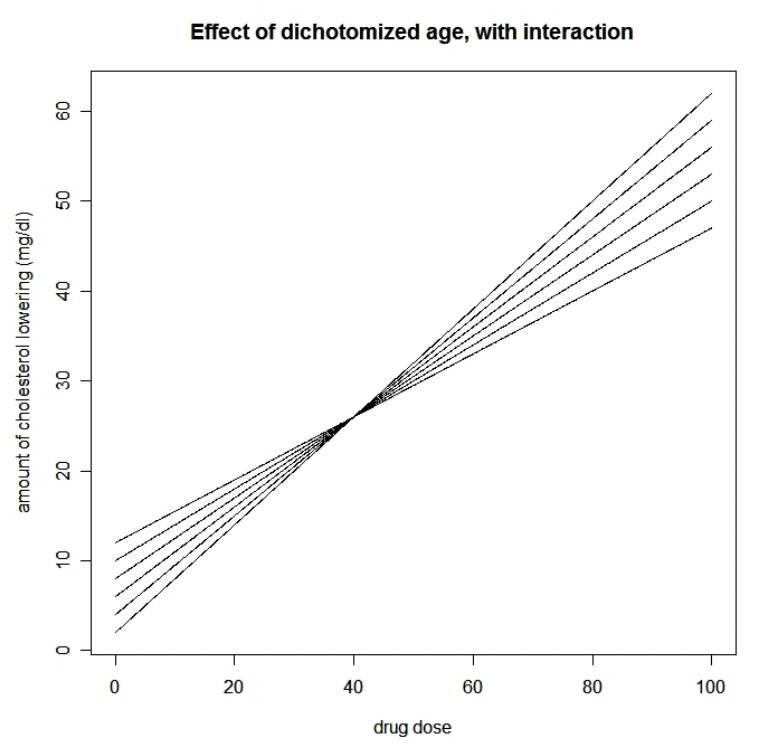 Effect of dichotomized age, with interaction
amount of cholesterol lowering (mg/dl)
60
50
40
30
20
10
0
0 20 40 60 80 100
drug dose